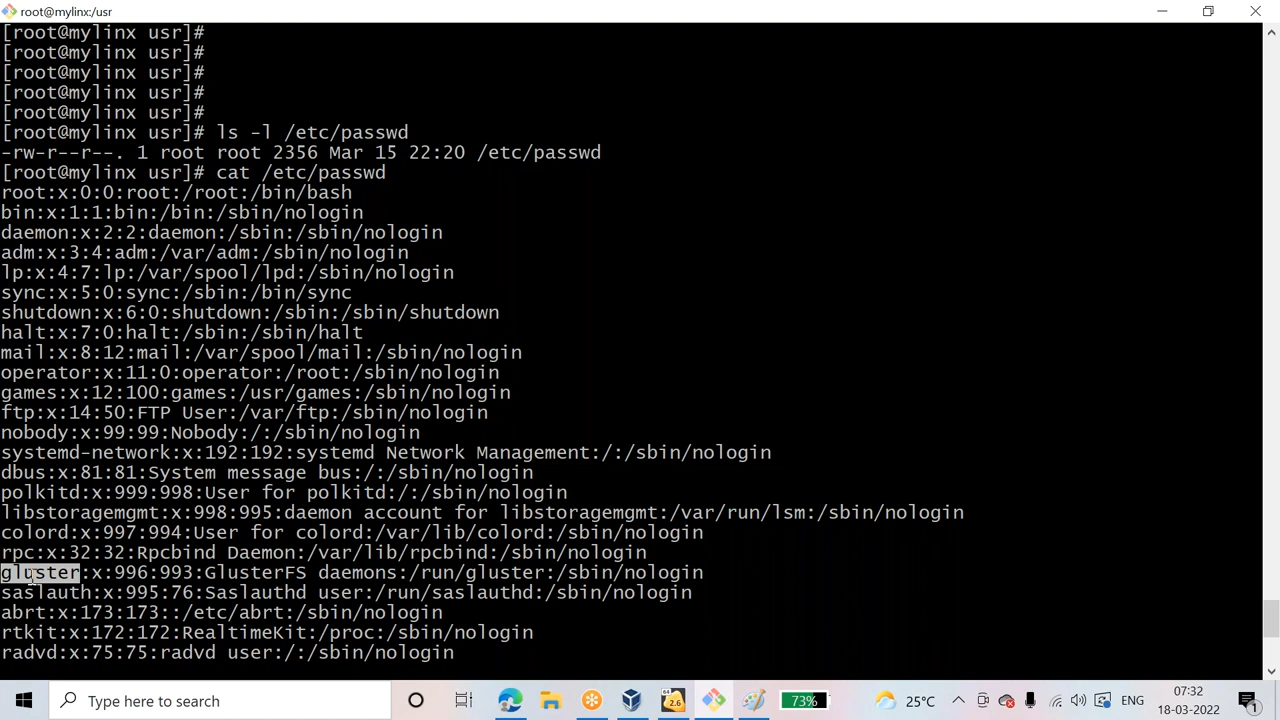 root@mylinx:/usr
[root@mylinx usr]#
[root@mylinx usr]#
[root@mylinx usr]#
[root@mylinx usr]#
[root@mylinx usr]#
[root@mylinx usr]# ls -l /etc/passwd
-rw-r--r--. 1 root root 2356 Mar 15 22:20 /etc/passwd
[root@mylinx usr]# cat /etc/passwd
root:x:0:0:root:/root:/bin/bash
bin:x:1:1:bin:/bin:/sbin/nologin
daemon:x:2:2:daemon:/sbin:/sbin/nologin
adm:x:3:4:adm:/var/adm:/sbin/nologin
lp:x:4:7:lp:/var/spool/lpd:/sbin/nologin
sync:x:5:0:sync:/sbin:/bin/sync
shutdown:x:6:0:shutdown:/sbin:/sbin/shutdown
halt:x:7:0:halt:/sbin:/sbin/halt
mail:x:8:12:mail:/var/spool/mail:/sbin/nologin
operator:x:11:0:operator:/root:/sbin/nologin
games:x:12:100:games:/usr/games:/sbin/nologin
ftp:x:14:50:FTP User:/var/ftp:/sbin/nologin
nobody:x:99:99:Nobody:/:/sbin/nologin
systemd-network:x:192:192:systemd Network Management:/:/sbin/nologin
dbus:x:81:81:System message bus:/:/sbin/nologin
polkitd:x:999:998:User for polkitd:/:/sbin/nologin
libstoragemgmt:x:998:995:daemon account for libstoragemgmt:/var/run/lsm:/sbin/nologin
colord:x:997:994:User for colord:/var/lib/colord:/sbin/nologin
rpc:x:32:32:Rpcbind Daemon:/var/lib/rpcbind:/sbin/nologin
gluster:x:996:993:GlusterFS daemons:/run/gluster:/sbin/nologin
saslauth:x:995:76:Saslauthd user:/run/saslauthd:/sbin/nologin
abrt:x:173:173::/etc/abrt:/sbin/nologin
rtkit:x:172:172:RealtimeKit:/proc:/sbin/nologin
radvd:x:75:75:radvd user:/:/sbin/nologin
Type here to search
64
2.6
73%
25°C
ENG
07:32
18-03-2022
1